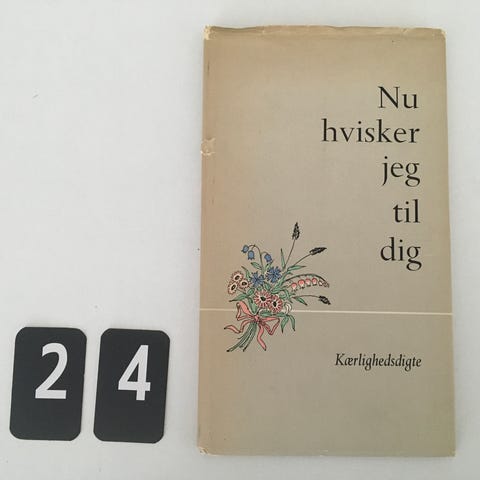 Nu
hvisker
jeg
til
dig
Kærlighedsdigte
2 4